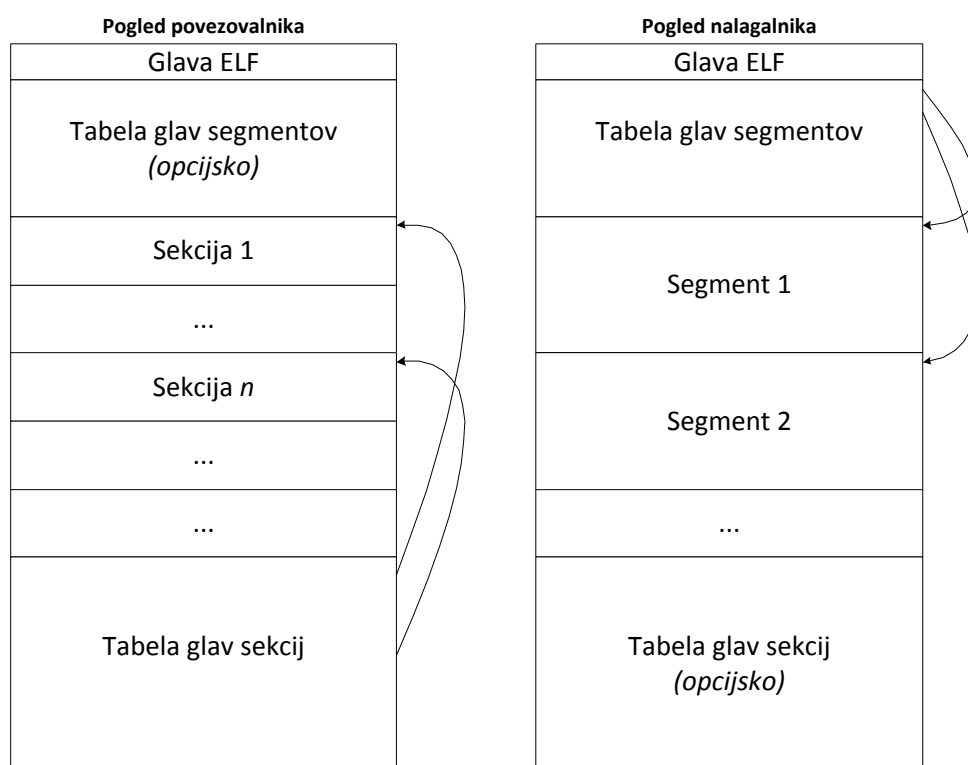 Pogled povezovalnika
Glava ELF
Tabela glav segmentov
(opcijsko)
Sekcija 1
...
Sekcija n
...
...
Tabela glav sekcij
Pogled nalagalnika
Glava ELF
Tabela glav segmentov
Segment 1
Segment 2
...
Tabela glav sekcij
(opcijsko)